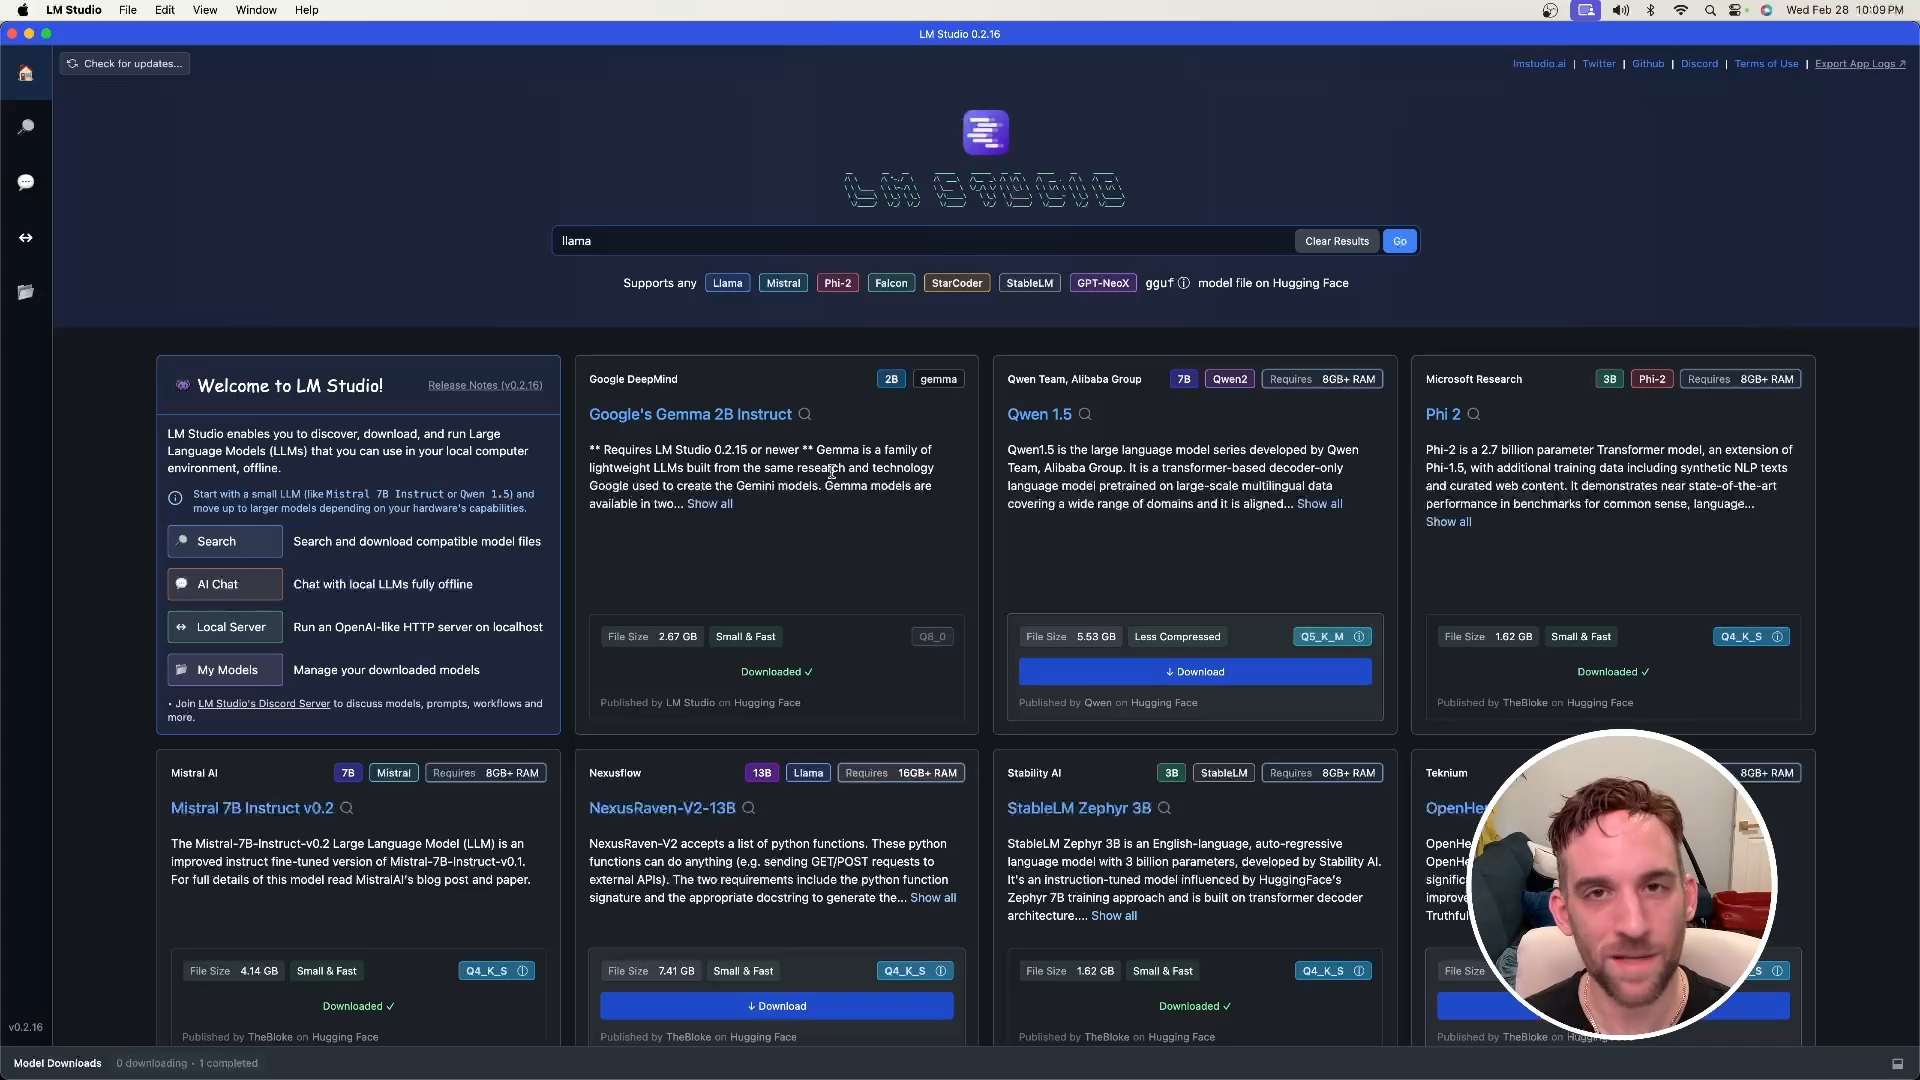 LM Studio File Edit View Window Help
Wed Feb 28 10:09 PM
LM Studio 0.2.16
Check for updates...
lmstudio.ai | Twitter | Github | Discord | Terms of Use | Export App Logs ↗
LM STUDIO
llama
Clear Results
Go
Supports any Llama Mistral Phi-2 Falcon StarCoder StableLM GPT-NeoX gguf ⓘ model file on Hugging Face
Welcome to LM Studio!
Release Notes (v0.2.16)
LM Studio enables you to discover, download, and run Large
Language Models (LLMs) that you can use in your local computer
environment, offline.
Start with a small LLM (like Mistral 7B Instruct or Qwen 1.5) and
move up to larger models depending on your hardware's capabilities.
Search
Search and download compatible model files
AI Chat
Chat with local LLMs fully offline
Local Server
Run an OpenAI-like HTTP server on localhost
My Models
Manage your downloaded models
• Join LM Studio's Discord Server to discuss models, prompts, workflows and
more.
Google DeepMind 2B gemma
Google's Gemma 2B Instruct
** Requires LM Studio 0.2.15 or newer ** Gemma is a family of
lightweight LLMs built from the same research and technology
Google used to create the Gemini models. Gemma models are
available in two... Show all
File Size 2.67 GB Small & Fast Q8_0
Downloaded ✓
Published by LM Studio on Hugging Face
Qwen Team, Alibaba Group 7B Qwen2 Requires 8GB+ RAM
Qwen 1.5
Qwen1.5 is the large language model series developed by Qwen
Team, Alibaba Group. It is a transformer-based decoder-only
language model pretrained on large-scale multilingual data
covering a wide range of domains and it is aligned... Show all
File Size 5.53 GB Less Compressed Q5_K_M ⓘ
↓ Download
Published by Qwen on Hugging Face
Microsoft Research 3B Phi-2 Requires 8GB+ RAM
Phi 2
Phi-2 is a 2.7 billion parameter Transformer model, an extension of
Phi-1.5, with additional training data including synthetic NLP texts
and curated web content. It demonstrates near state-of-the-art
performance in benchmarks for common sense, language...
Show all
File Size 1.62 GB Small & Fast Q4_K_S ⓘ
Downloaded ✓
Published by TheBloke on Hugging Face
Mistral AI 7B Mistral Requires 8GB+ RAM
Mistral 7B Instruct v0.2
The Mistral-7B-Instruct-v0.2 Large Language Model (LLM) is an
improved instruct fine-tuned version of Mistral-7B-Instruct-v0.1.
For full details of this model read MistralAI's blog post and paper.
File Size 4.14 GB Small & Fast Q4_K_S ⓘ
Downloaded ✓
Published by TheBloke on Hugging Face
Nexusflow 13B Llama Requires 16GB+ RAM
NexusRaven-V2-13B
NexusRaven-V2 accepts a list of python functions. These python
functions can do anything (e.g. sending GET/POST requests to
external APIs). The two requirements include the python function
signature and the appropriate docstring to generate the... Show all
File Size 7.41 GB Small & Fast Q4_K_S ⓘ
↓ Download
Published by TheBloke on Hugging Face
Stability AI 3B StableLM Requires 8GB+ RAM
StableLM Zephyr 3B
StableLM Zephyr 3B is an English-language, auto-regressive
language model with 3 billion parameters, developed by Stability AI.
It's an instruction-tuned model influenced by HuggingFace's
Zephyr 7B training approach and is built on transformer decoder
architecture.... Show all
File Size 1.62 GB Small & Fast Q4_K_S ⓘ
Downloaded ✓
Published by TheBloke on Hugging Face
Teknium 8GB+ RAM
OpenHe
OpenHe
OpenHe
signific
improve
Truthful
File Size
Published by TheBloke on Hugging Face
v0.2.16
Model Downloads 0 downloading • 1 completed